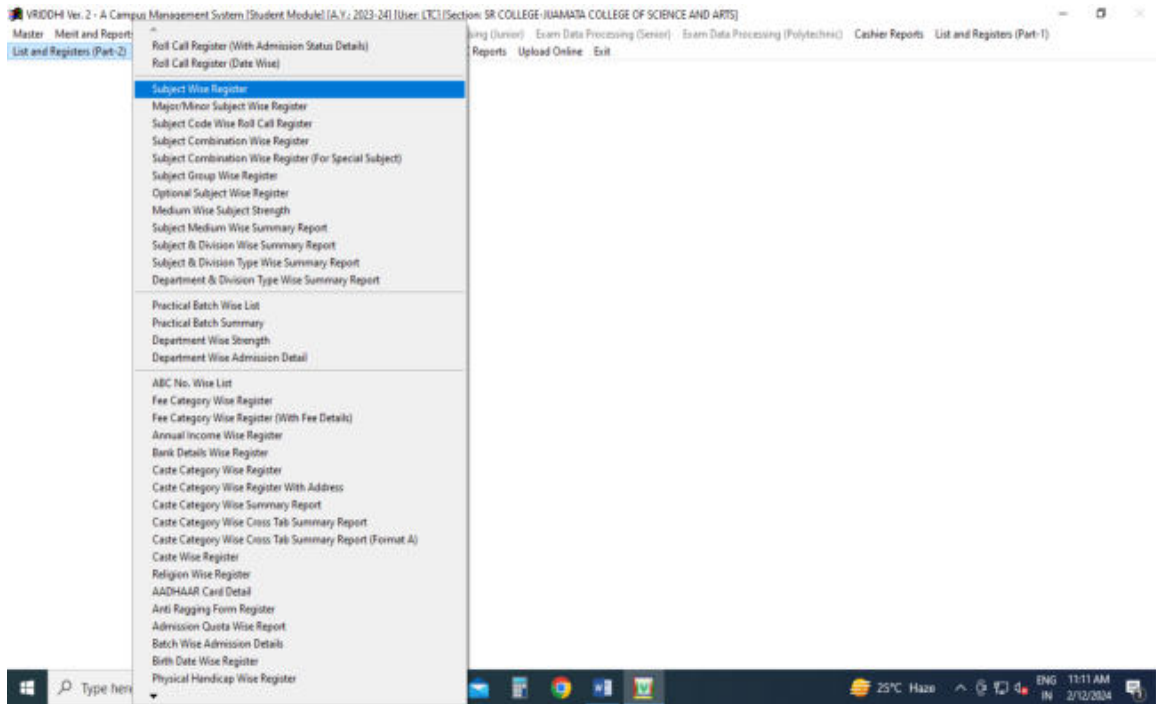 VRIDDHI Ver. 2 - A Campus Management System [Student Module] [A.Y.: 2023-24] [User: LTC] [Section: SR COLLEGE-JIJAMATA COLLEGE OF SCIENCE AND ARTS]
Master Merit and Report sing (Junior) Exam Data Processing (Senior) Exam Data Processing (Polytechnic) Cashier Reports List and Registers (Part-1)
List and Registers (Part-2) Reports Upload Online Exit
Roll Call Register (With Admission Status Details)
Roll Call Register (Date Wise)
Subject Wise Register
Major/Minor Subject Wise Register
Subject Code Wise Roll Call Register
Subject Combination Wise Register
Subject Combination Wise Register (For Special Subject)
Subject Group Wise Register
Optional Subject Wise Register
Medium Wise Subject Strength
Subject Medium Wise Summary Report
Subject & Division Wise Summary Report
Subject & Division Type Wise Summary Report
Department & Division Type Wise Summary Report
Practical Batch Wise List
Practical Batch Summary
Department Wise Strength
Department Wise Admission Detail
ABC No. Wise List
Fee Category Wise Register
Fee Category Wise Register (With Fee Details)
Annual Income Wise Register
Bank Details Wise Register
Caste Category Wise Register
Caste Category Wise Register With Address
Caste Category Wise Summary Report
Caste Category Wise Cross Tab Summary Report
Caste Category Wise Cross Tab Summary Report (Format A)
Caste Wise Register
Religion Wise Register
AADHAAR Card Detail
Anti Ragging Form Register
Admission Quota Wise Report
Batch Wise Admission Details
Birth Date Wise Register
Physical Handicap Wise Register
Type here 25°C Haze ENG 11:11 AM
IN 2/12/2024